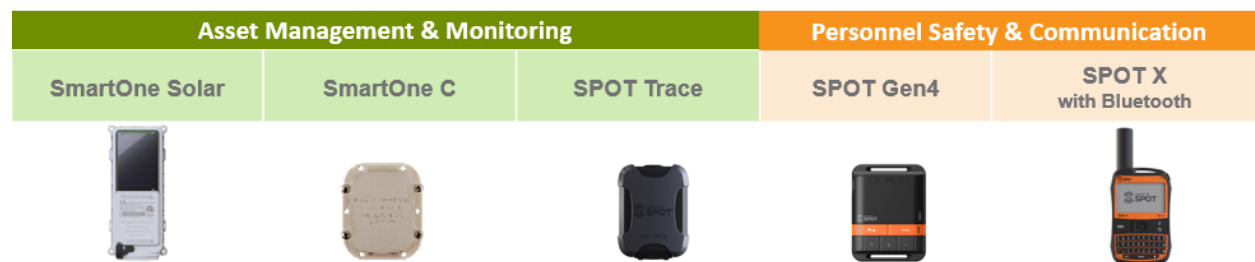 Asset Management & Monitoring
Personnel Safety & Communication
SmartOne Solar
SmartOne C
SPOT Trace
SPOT Gen4
SPOT X
with Bluetooth
SPOT
SPOT
SPOT